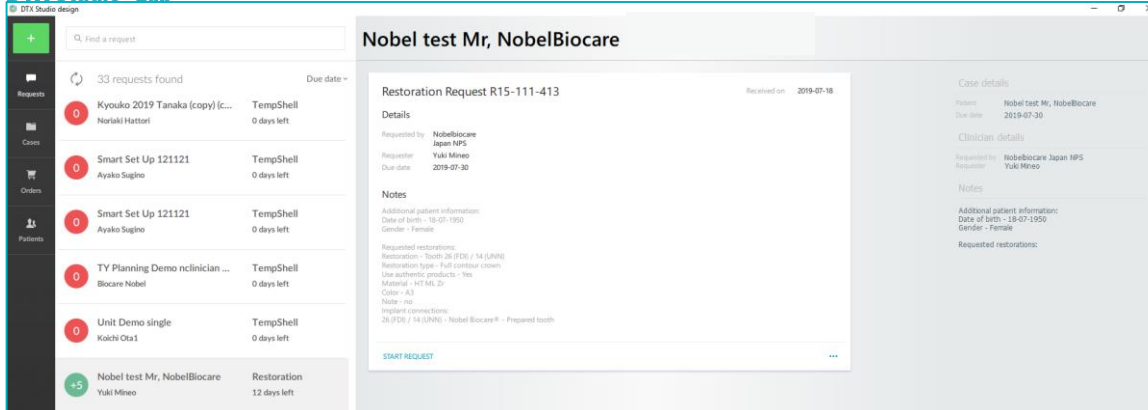 DTX Studio design
Find a request
33 requests found
Due date
Requests
Cases
Orders
Patients
0
Kyouko 2019 Tanaka (copy) (c...
TempShell
Noriaki Hattori
0 days left
0
Smart Set Up 121121
TempShell
Ayako Sugino
0 days left
0
Smart Set Up 121121
TempShell
Ayako Sugino
0 days left
0
TY Planning Demo nclinician ...
TempShell
Biocare Nobel
0 days left
0
Unit Demo single
TempShell
Koichi Ota1
0 days left
+5
Nobel test Mr, NobelBiocare
Restoration
Yuki Mineo
12 days left
Nobel test Mr, NobelBiocare
Restoration Request R15-111-413
Received on 2019-07-18
Details
Requested by Nobelbiocare
Japan NPS
Requester Yuki Mineo
Due date 2019-07-30
Notes
Additional patient information:
Date of birth - 18-07-1950
Gender - Female
Requested restorations:
Restoration - Tooth 26 (FDI) / 14 (UNN)
Restoration type - Full contour crown
Use authentic products - Yes
Material - HT ML Zr
Color - A3
Note - no
Implant connections:
26 (FDI) / 14 (UNN) - Nobel Biocare® - Prepared tooth
START REQUEST
Case details
Patient Nobel test Mr, NobelBiocare
Due date 2019-07-30
Clinician details
Requested by Nobelbiocare Japan NPS
Requester Yuki Mineo
Notes
Additional patient information:
Date of birth - 18-07-1950
Gender - Female
Requested restorations: